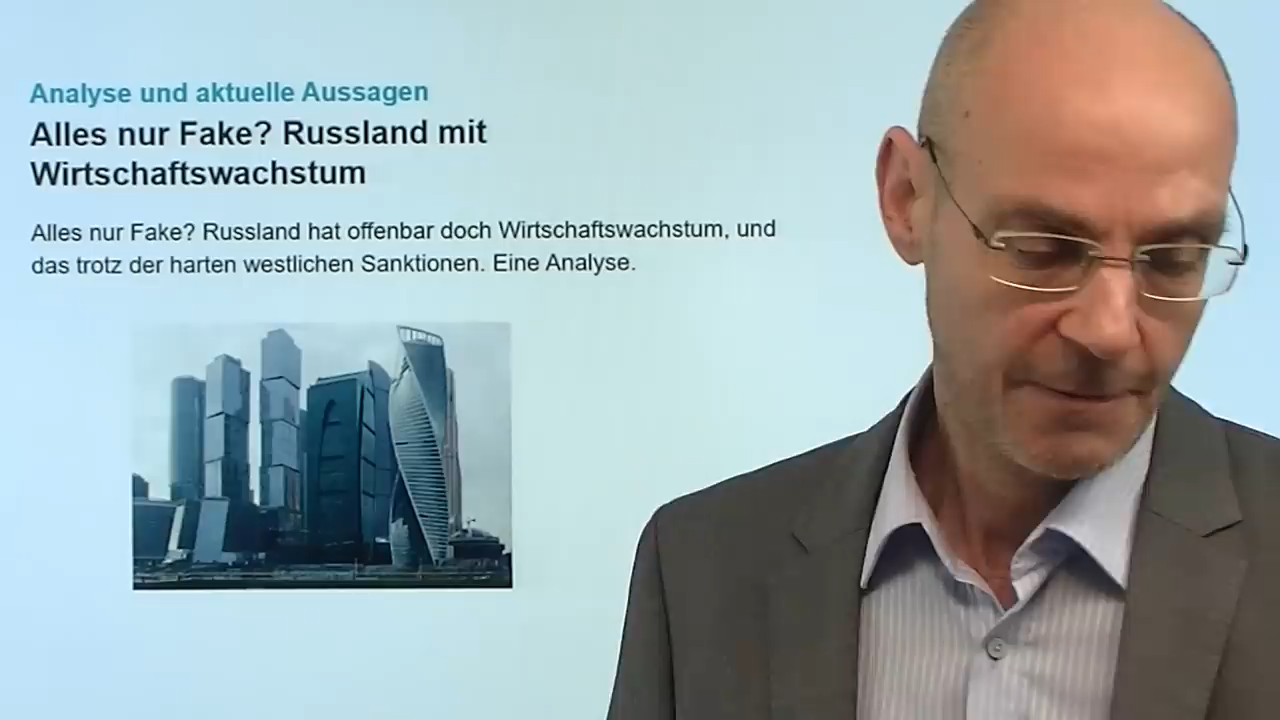 Analyse und aktuelle Aussagen
Alles nur Fake? Russland mit
Wirtschaftswachstum
Alles nur Fake? Russland hat offenbar doch Wirtschaftswachstum, und
das trotz der harten westlichen Sanktionen. Eine Analyse.